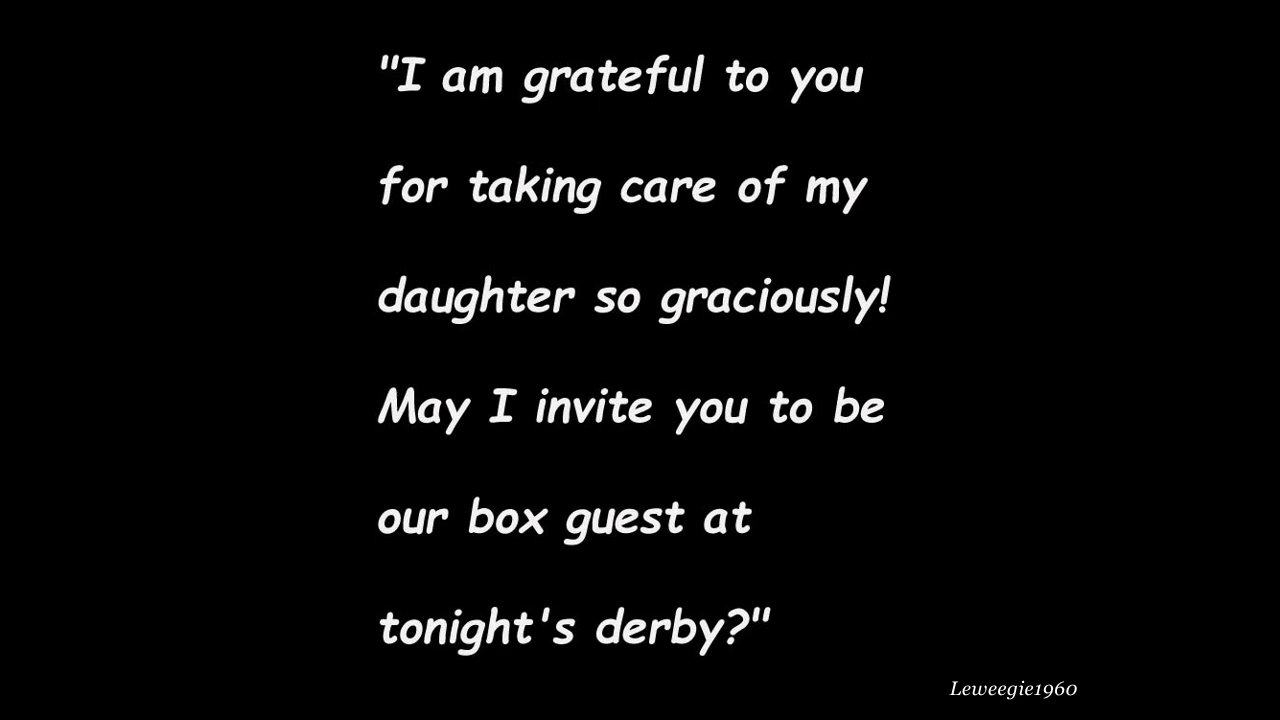 "I am grateful to you
for taking care of my
daughter so graciously!
May I invite you to be
our box guest at
tonight's derby?"
Leweegie1960